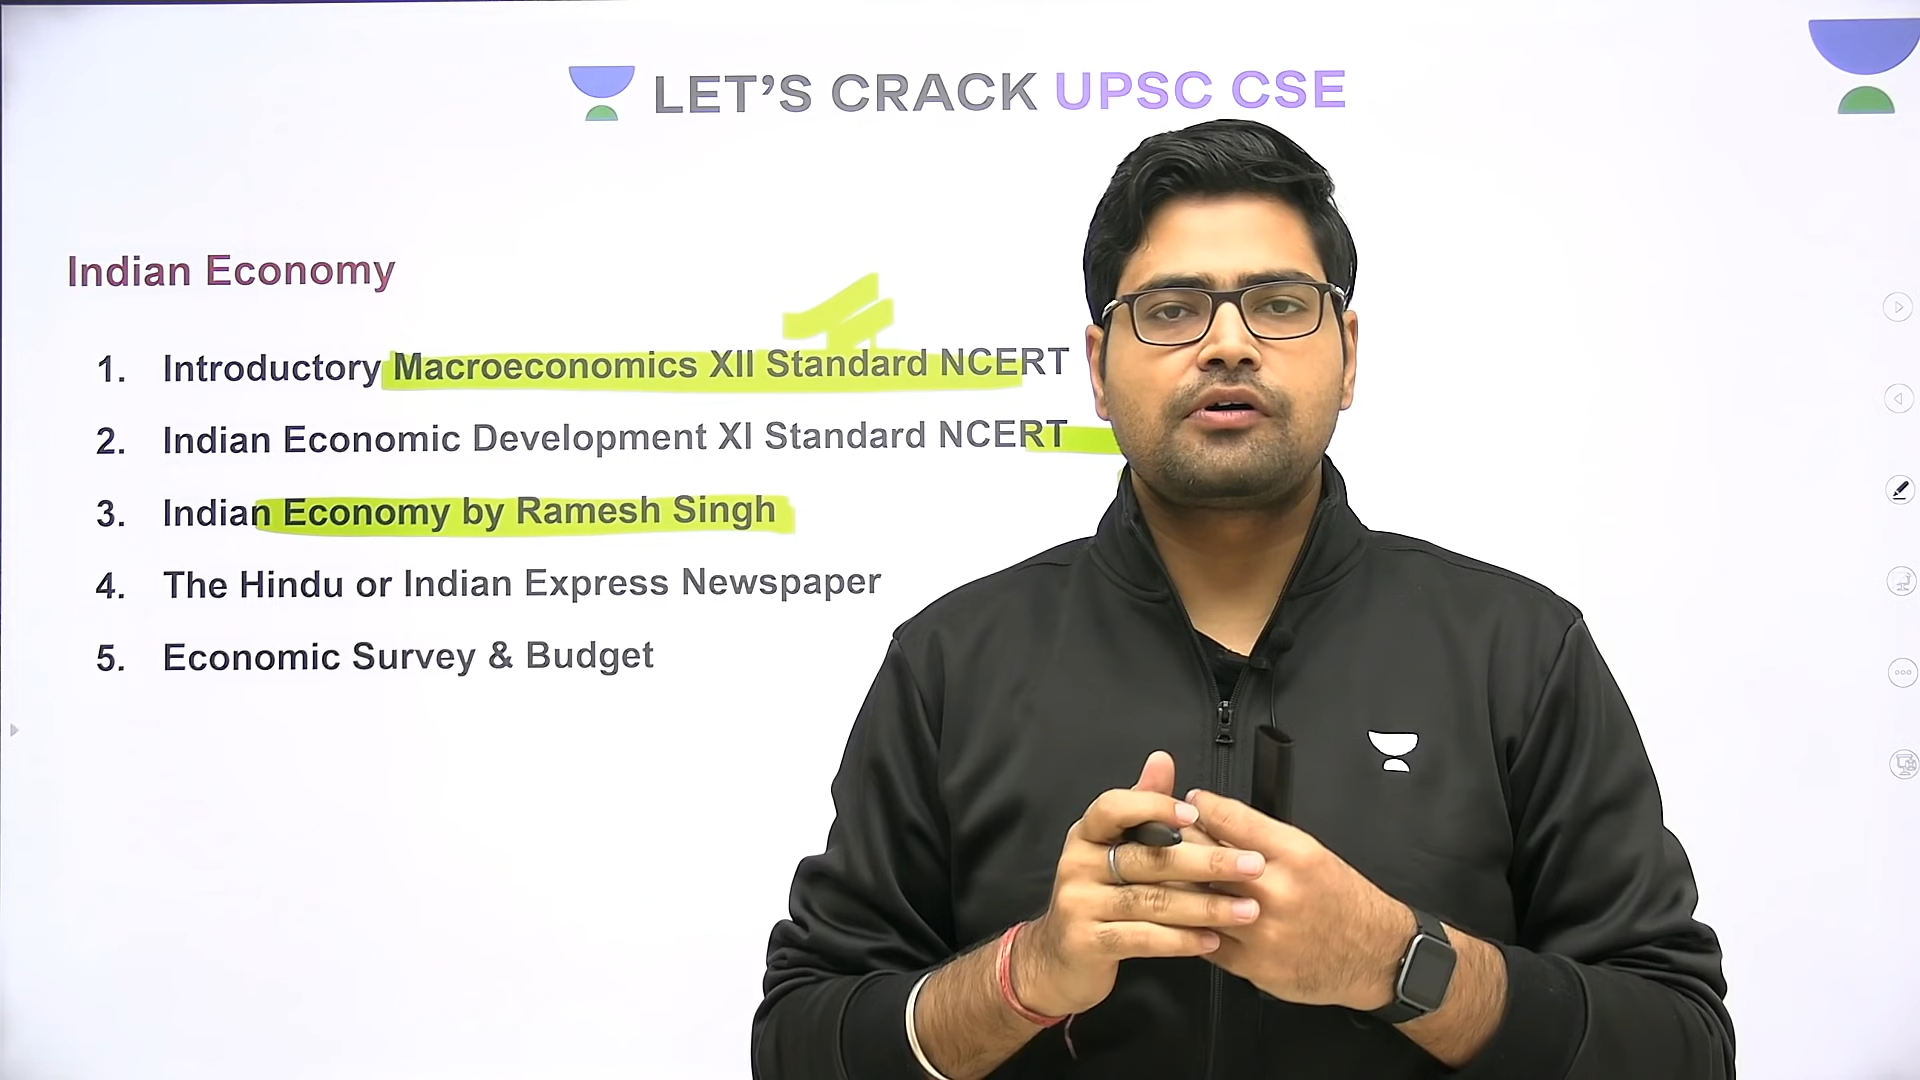 LET'S CRACK UPSC CSE
Indian Economy
1. Introductory Macroeconomics XII Standard NCERT
2. Indian Economic Development XI Standard NCERT
3. Indian Economy by Ramesh Singh
4. The Hindu or Indian Express Newspaper
5. Economic Survey & Budget